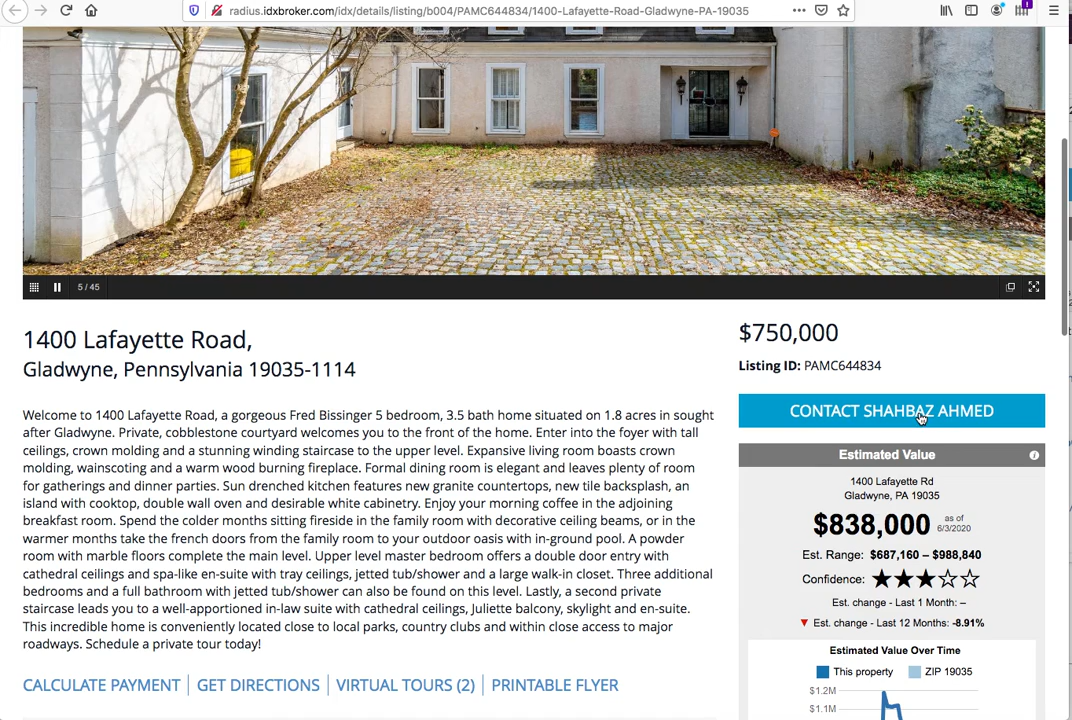 radius.idxbroker.com/idx/details/listing/b004/PAMC644834/1400-Lafayette-Road-Gladwyne-PA-19035
5 / 45
1400 Lafayette Road,
Gladwyne, Pennsylvania 19035-1114
Welcome to 1400 Lafayette Road, a gorgeous Fred Bissinger 5 bedroom, 3.5 bath home situated on 1.8 acres in sought
after Gladwyne. Private, cobblestone courtyard welcomes you to the front of the home. Enter into the foyer with tall
ceilings, crown molding and a stunning winding staircase to the upper level. Expansive living room boasts crown
molding, wainscoting and a warm wood burning fireplace. Formal dining room is elegant and leaves plenty of room
for gatherings and dinner parties. Sun drenched kitchen features new granite countertops, new tile backsplash, an
island with cooktop, double wall oven and desirable white cabinetry. Enjoy your morning coffee in the adjoining
breakfast room. Spend the colder months sitting fireside in the family room with decorative ceiling beams, or in the
warmer months take the french doors from the family room to your outdoor oasis with in-ground pool. A powder
room with marble floors complete the main level. Upper level master bedroom offers a double door entry with
cathedral ceilings and spa-like en-suite with tray ceilings, jetted tub/shower and a large walk-in closet. Three additional
bedrooms and a full bathroom with jetted tub/shower can also be found on this level. Lastly, a second private
staircase leads you to a well-apportioned in-law suite with cathedral ceilings, Juliette balcony, skylight and en-suite.
This incredible home is conveniently located close to local parks, country clubs and within close access to major
roadways. Schedule a private tour today!
CALCULATE PAYMENT
GET DIRECTIONS
VIRTUAL TOURS (2)
PRINTABLE FLYER
$750,000
Listing ID: PAMC644834
CONTACT SHAHBAZ AHMED
Estimated Value
1400 Lafayette Rd
Gladwyne, PA 19035
$838,000 as of
6/3/2020
Est. Range: $687,160 – $988,840
Confidence: ★★★☆☆
Est. change - Last 1 Month: –
▼ Est. change - Last 12 Months: -8.91%
Estimated Value Over Time
This property ZIP 19035
$1.2M
$1.1M